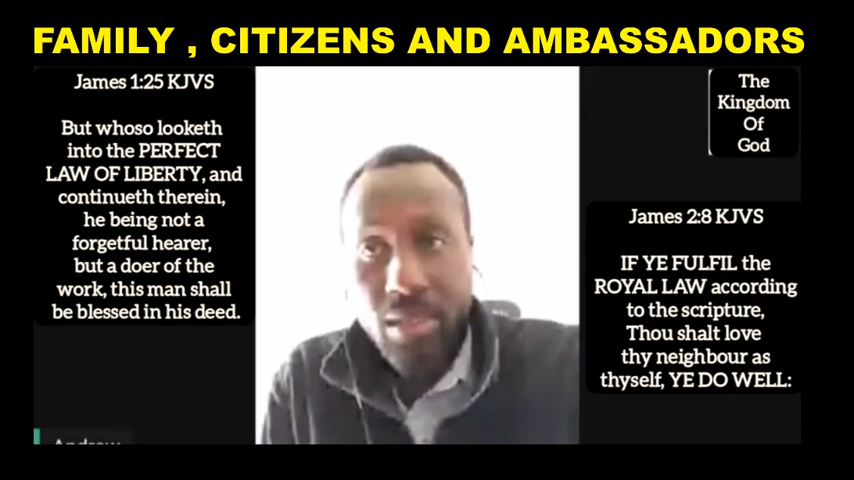 FAMILY , CITIZENS AND AMBASSADORS
James 1:25 KJVS
But whoso looketh
into the PERFECT
LAW OF LIBERTY, and
continueth therein,
he being not a
forgetful hearer,
but a doer of the
work, this man shall
be blessed in his deed.
The
Kingdom
Of
God
James 2:8 KJVS
IF YE FULFIL the
ROYAL LAW according
to the scripture,
Thou shalt love
thy neighbour as
thyself, YE DO WELL: